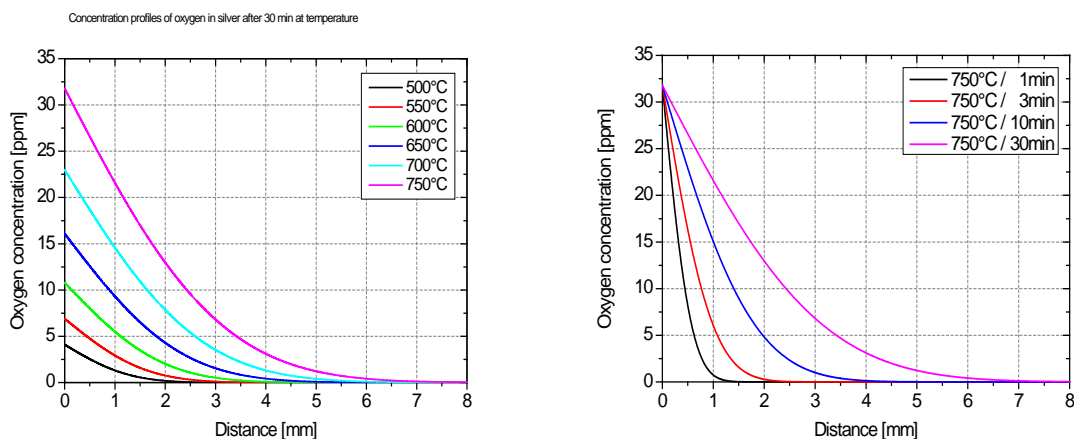 Concentration profiles of oxygen in silver after 30 min at temperature
35
30
25
20
15
10
5
0
Oxygen concentration [ppm]
500°C
550°C
600°C
650°C
700°C
750°C
0 1 2 3 4 5 6 7 8
Distance [mm]
35
30
25
20
15
10
5
0
Oxygen concentration [ppm]
750°C / 1min
750°C / 3min
750°C / 10min
750°C / 30min
0 1 2 3 4 5 6 7 8
Distance [mm]